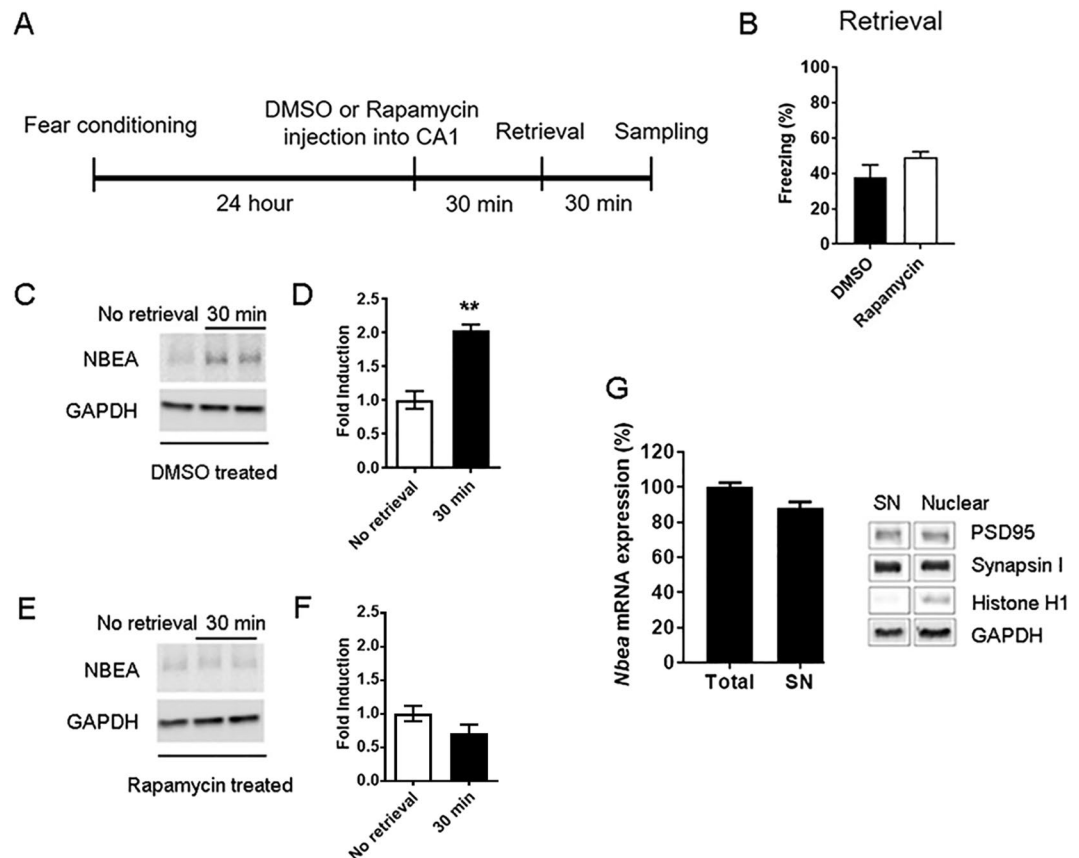 A
Fear conditioning
DMSO or Rapamycin
injection into CA1
Retrieval
Sampling
24 hour
30 min
30 min
B
Retrieval
Freezing (%)
100
80
60
40
20
0
DMSO
Rapamycin
C
No retrieval 30 min
NBEA
GAPDH
DMSO treated
D
Fold Induction
2.5
2.0
1.5
1.0
0.5
0.0
**
No retrieval
30 min
E
No retrieval 30 min
NBEA
GAPDH
Rapamycin treated
F
Fold Induction
2.5
2.0
1.5
1.0
0.5
0.0
No retrieval
30 min
G
Nbea mRNA expression (%)
120
100
80
60
40
20
0
Total
SN
SN Nuclear
PSD95
Synapsin I
Histone H1
GAPDH